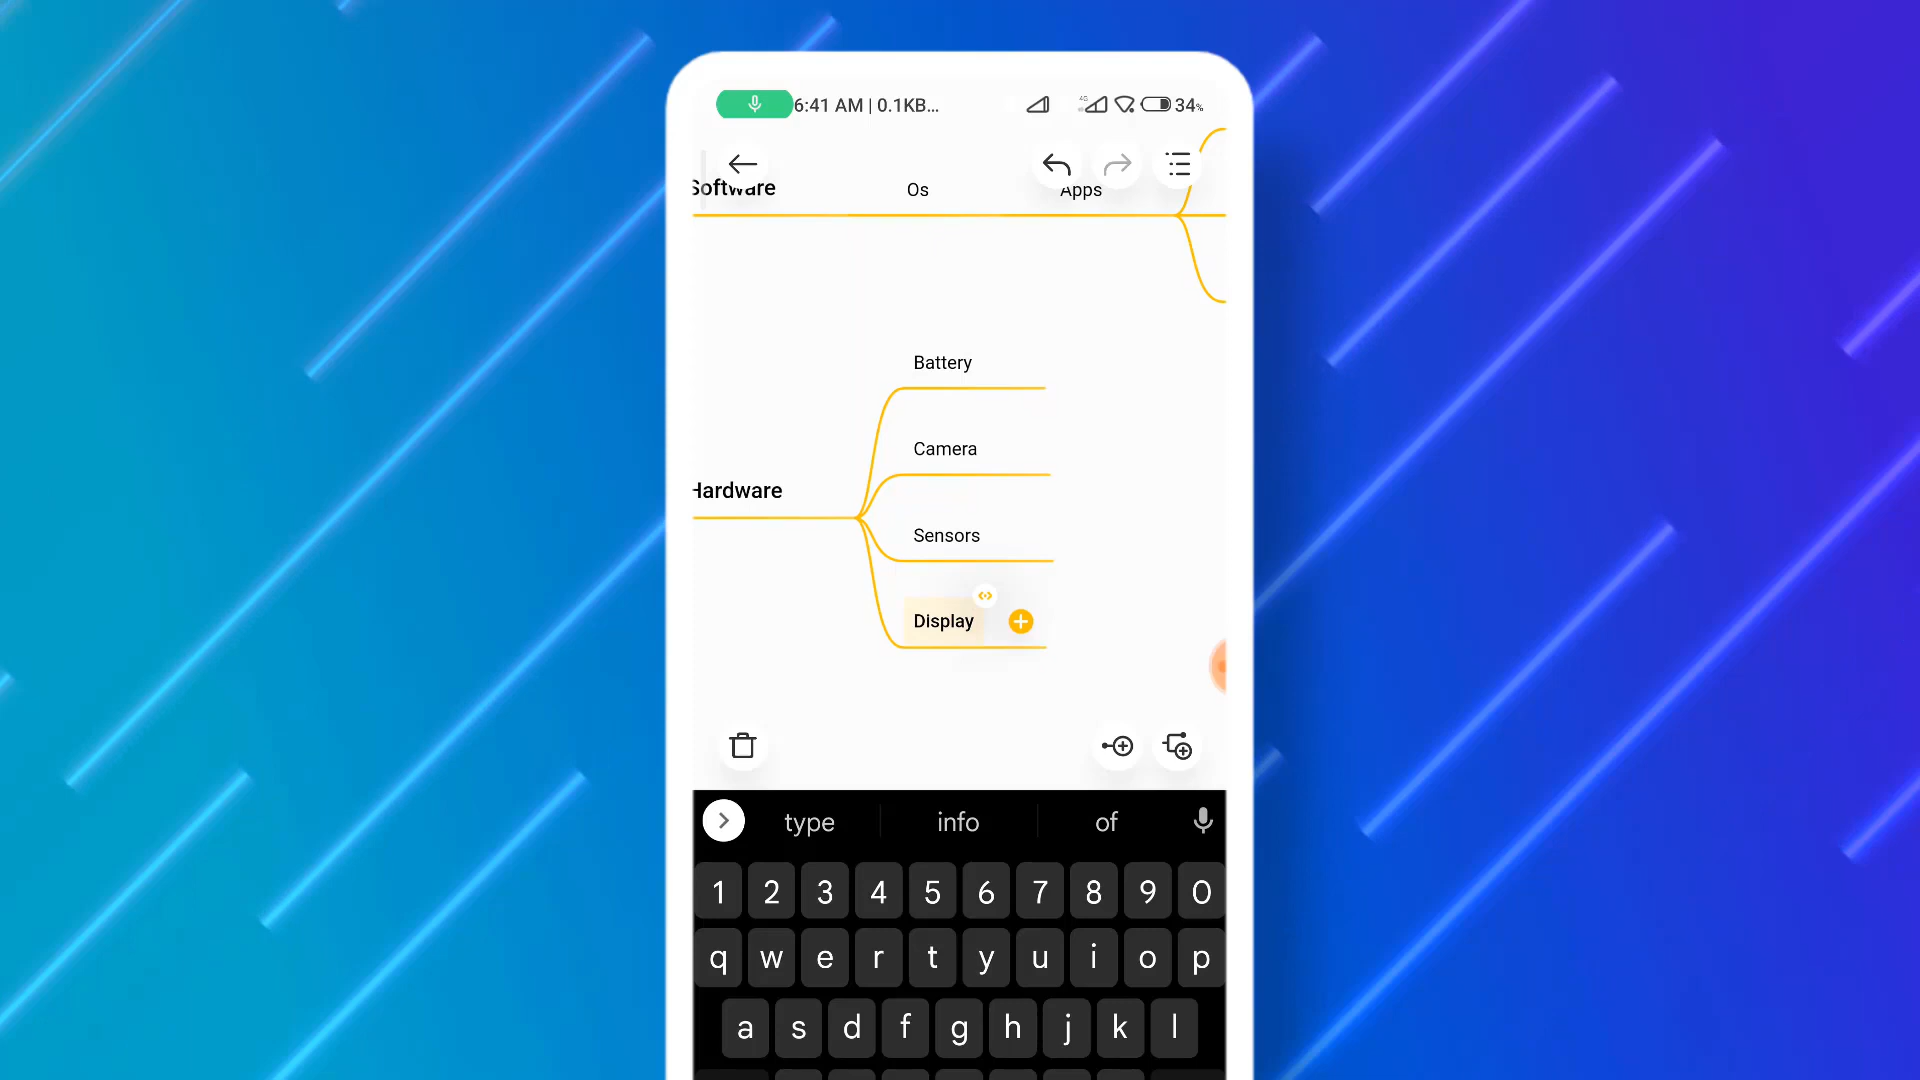 6:41 AM | 0.1KB... 4G 34%
Software Os Apps
Battery
Camera
Hardware
Sensors
Display
type info of
1 2 3 4 5 6 7 8 9 0
q w e r t y u i o p
a s d f g h j k l